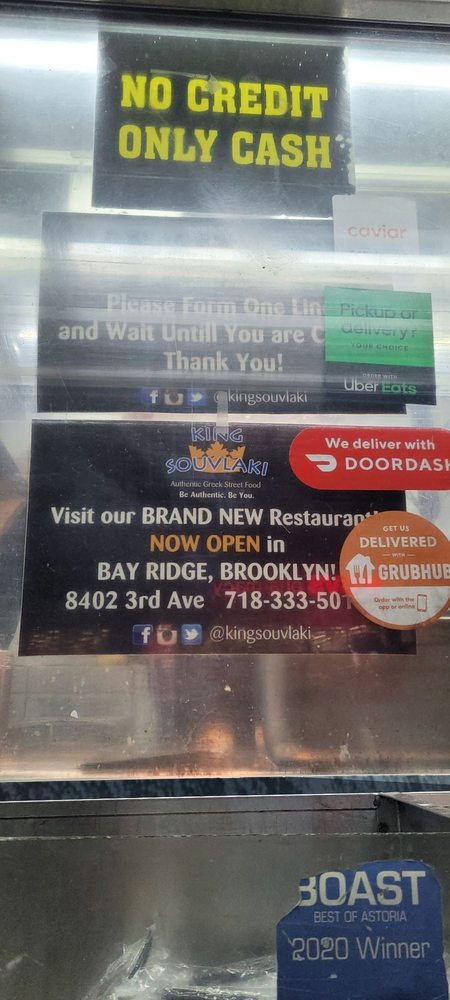 NO CREDIT
ONLY CASH
caviar
Please Form One
and Wait Untill You are
Thank You!
@kingsouvlaki
Pickup or
delivery?
YOUR CHOICE
ORDER WITH
Uber Eats
KING
SOUVLAKI
Authentic Greek Street Food
Be Authentic. Be You.
We deliver with
DOORDASH
Visit our BRAND NEW Restaurant
NOW OPEN in
BAY RIDGE, BROOKLYN!
8402 3rd Ave 718-333-501
@kingsouvlaki
GET US
DELIVERED
WITH
GRUBHUB
Order with the
app or online
BOAST
BEST OF ASTORIA
2020 Winner